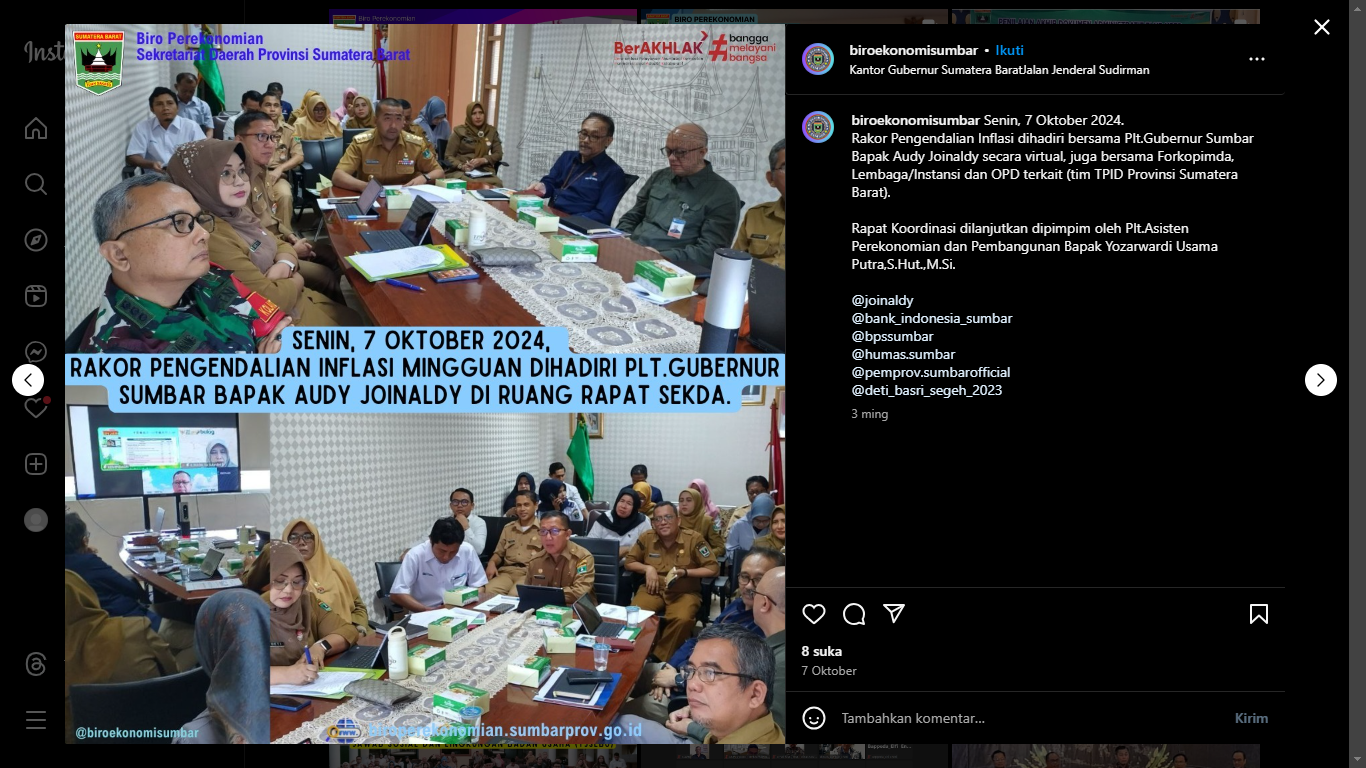 Biro Perekonomian
Sekretariat Daerah Provinsi Sumatera Barat
SUMATERA BARAT
BerAKHLAK
#bangga
melayani
bangsa
SENIN, 7 OKTOBER 2024,
RAKOR PENGENDALIAN INFLASI MINGGUAN DIHADIRI PLT.GUBERNUR
SUMBAR BAPAK AUDY JOINALDY DI RUANG RAPAT SEKDA.
@biroekonomisumbar
biroperekonomian.sumbarprov.go.id
biroekonomisumbar • Ikuti
Kantor Gubernur Sumatera BaratJalan Jenderal Sudirman
biroekonomisumbar Senin, 7 Oktober 2024.
Rakor Pengendalian Inflasi dihadiri bersama Plt.Gubernur Sumbar
Bapak Audy Joinaldy secara virtual, juga bersama Forkopimda,
Lembaga/Instansi dan OPD terkait (tim TPID Provinsi Sumatera
Barat).
Rapat Koordinasi dilanjutkan dipimpim oleh Plt.Asisten
Perekonomian dan Pembangunan Bapak Yozarwardi Usama
Putra,S.Hut.,M.Si.
@joinaldy
@bank_indonesia_sumbar
@bpssumbar
@humas.sumbar
@pemprov.sumbarofficial
@deti_basri_segeh_2023
3 ming
8 suka
7 Oktober
Tambahkan komentar...
Kirim